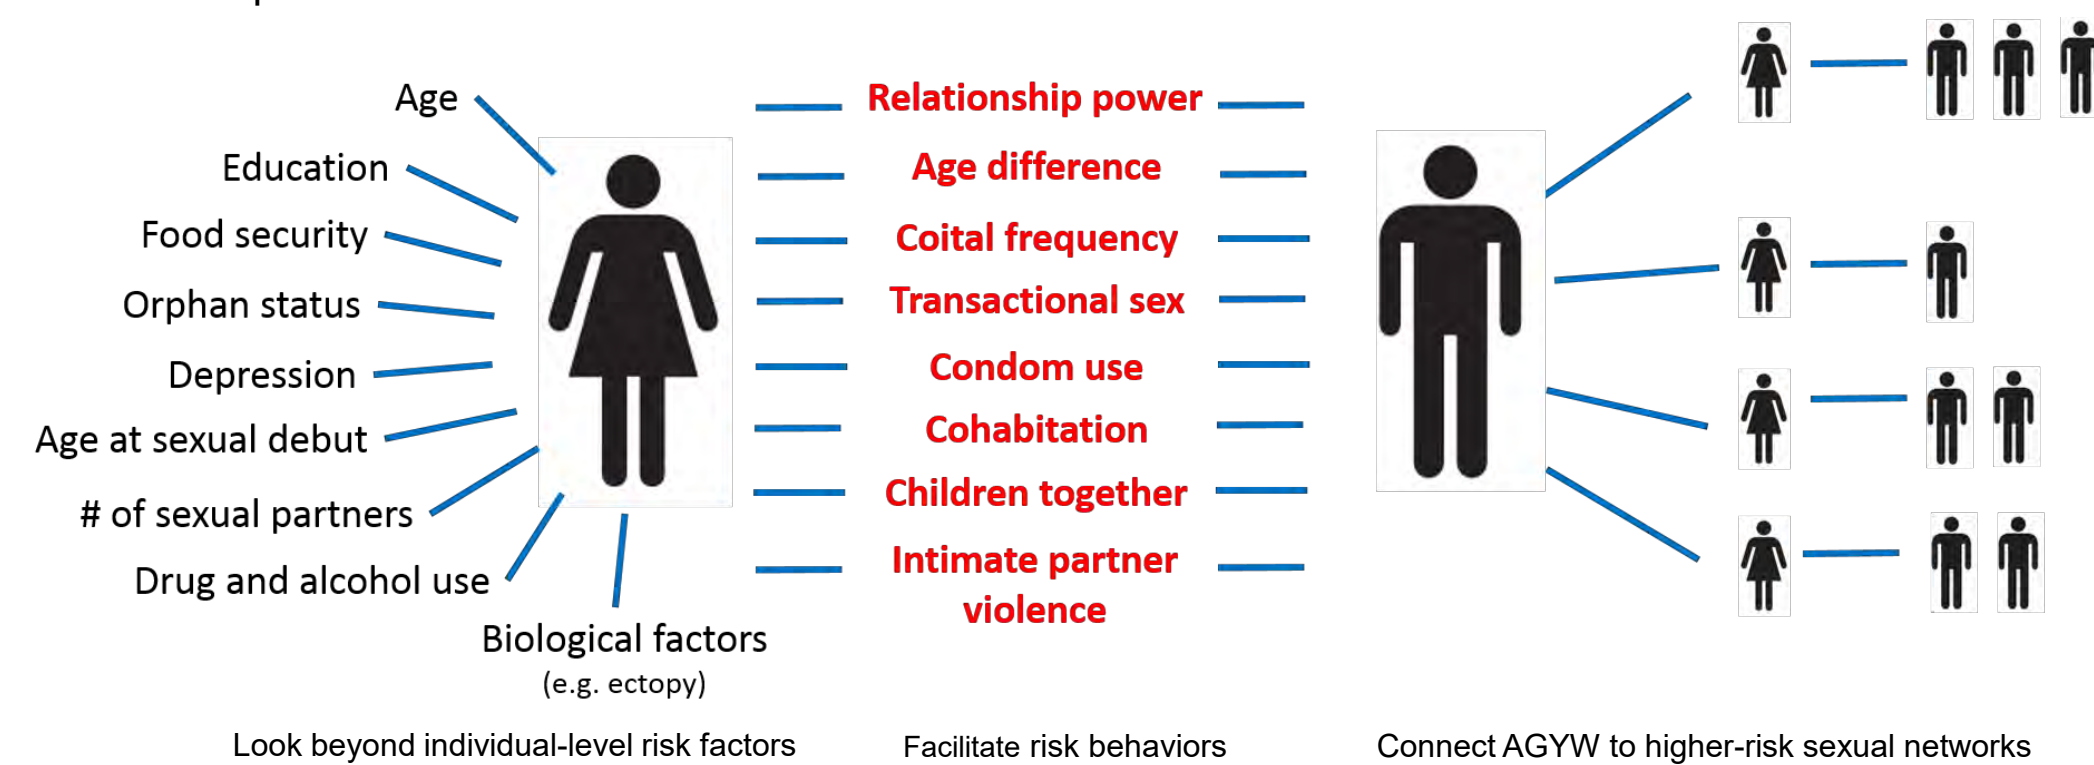 Age
Education
Food security
Orphan status
Depression
Age at sexual debut
# of sexual partners
Drug and alcohol use
Biological factors
(e.g. ectopy)
Relationship power
Age difference
Coital frequency
Transactional sex
Condom use
Cohabitation
Children together
Intimate partner
violence
Look beyond individual-level risk factors
Facilitate risk behaviors
Connect AGYW to higher-risk sexual networks